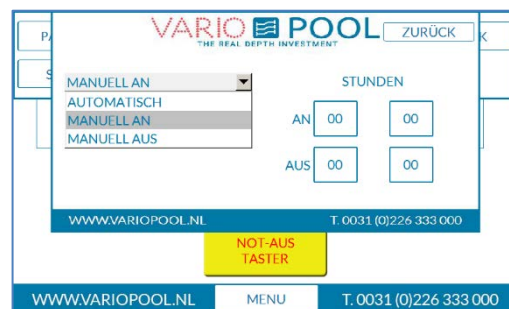 VARIO POOL
THE REAL DEPTH INVESTMENT
ZURÜCK
MANUELL AN
AUTOMATISCH
MANUELL AN
MANUELL AUS
STUNDEN
AN 00 00
AUS 00 00
WWW.VARIOPOOL.NL T. 0031 (0)226 333 000
NOT-AUS
TASTER
WWW.VARIOPOOL.NL MENU T. 0031 (0)226 333 000